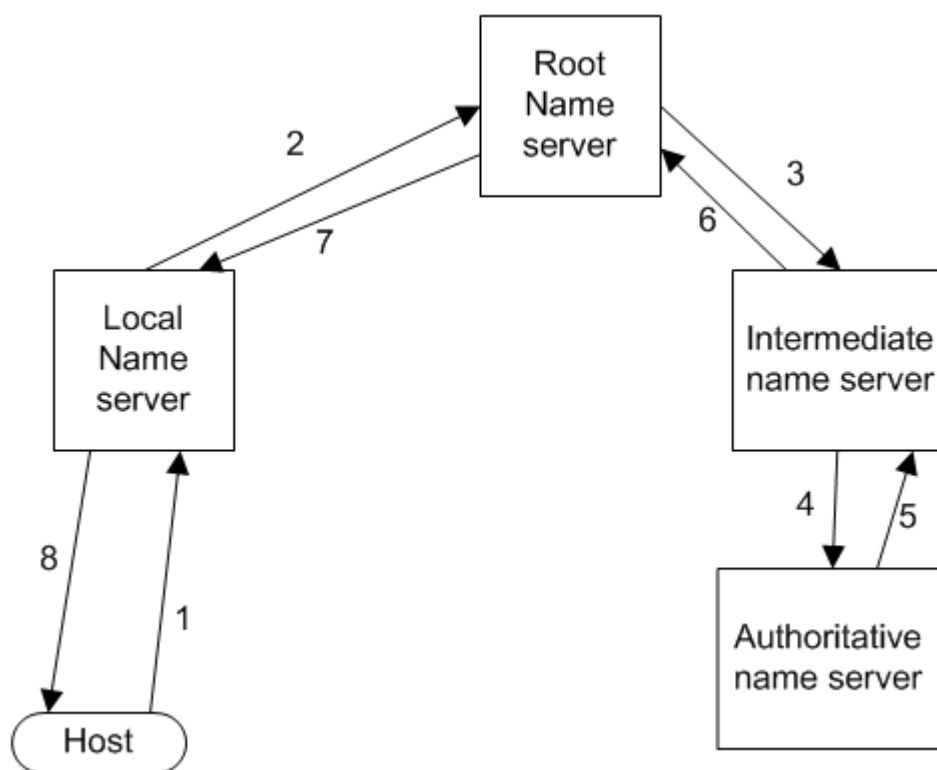 Root
Name
server
2
3
7
6
Local
Name
server
Intermediate
name server
4
5
8
1
Authoritative
name server
Host